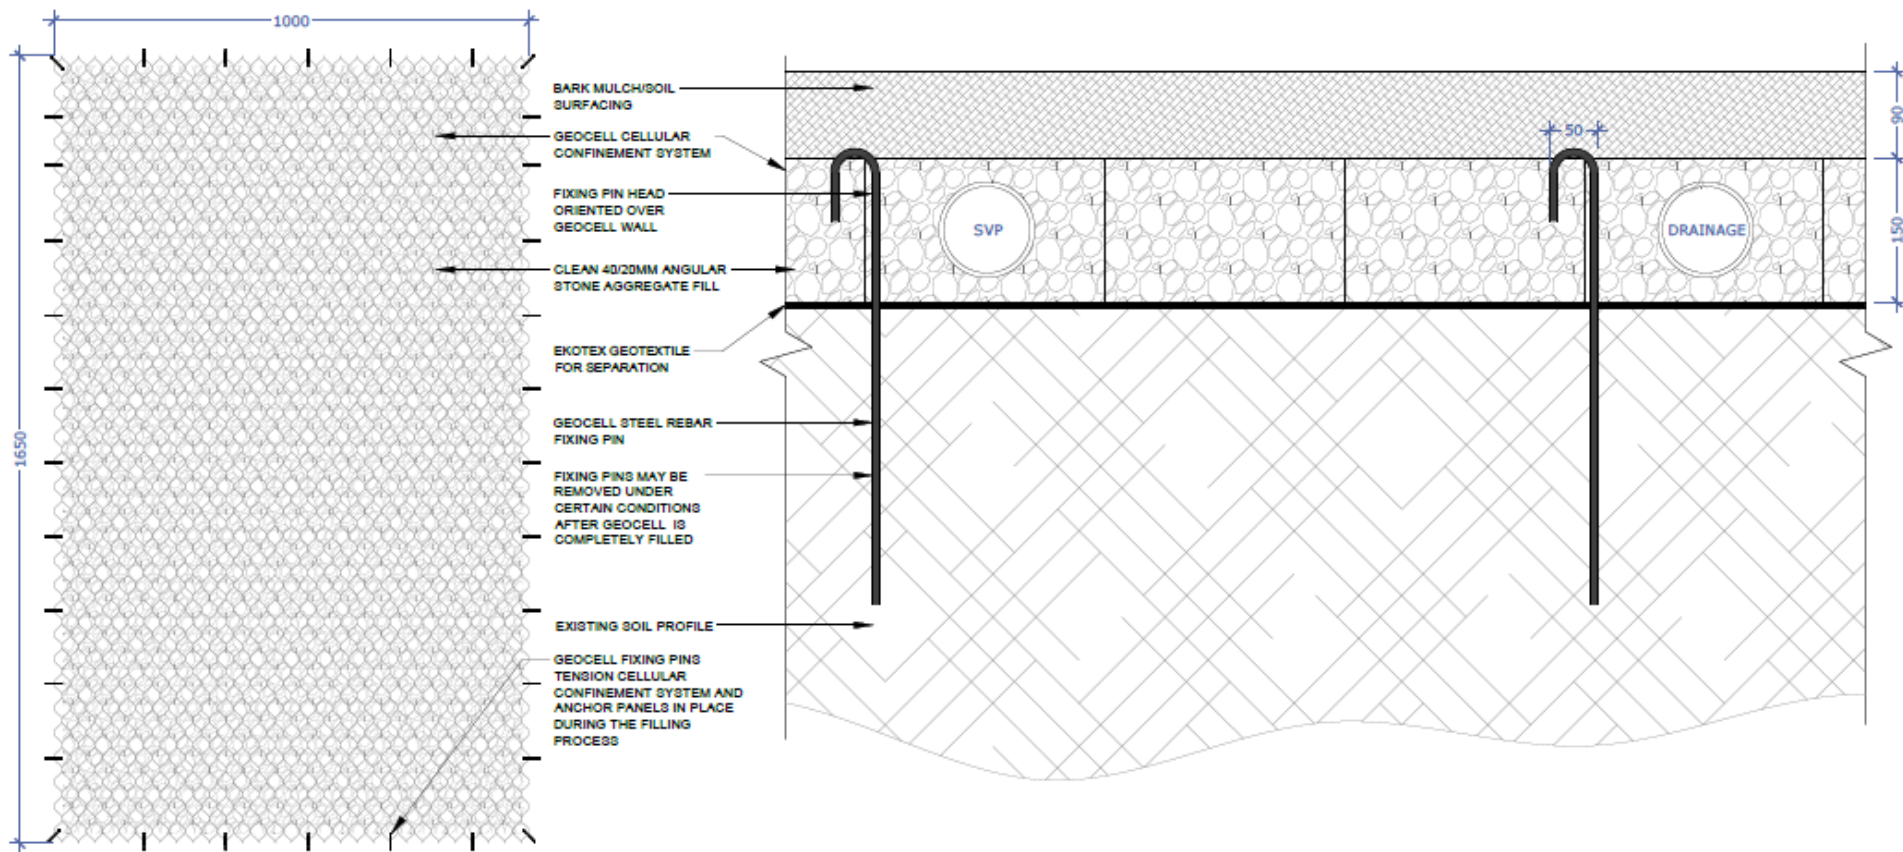 1000
1650
BARK MULCH/SOIL
SURFACING
GEOCELL CELLULAR
CONFINEMENT SYSTEM
FIXING PIN HEAD
ORIENTED OVER
GEOCELL WALL
CLEAN 40/20MM ANGULAR
STONE AGGREGATE FILL
EKOTEX GEOTEXTILE
FOR SEPARATION
GEOCELL STEEL REBAR
FIXING PIN
FIXING PINS MAY BE
REMOVED UNDER
CERTAIN CONDITIONS
AFTER GEOCELL IS
COMPLETELY FILLED
EXISTING SOIL PROFILE
GEOCELL FIXING PINS
TENSION CELLULAR
CONFINEMENT SYSTEM AND
ANCHOR PANELS IN PLACE
DURING THE FILLING
PROCESS
50
SVP
DRAINAGE
90
150